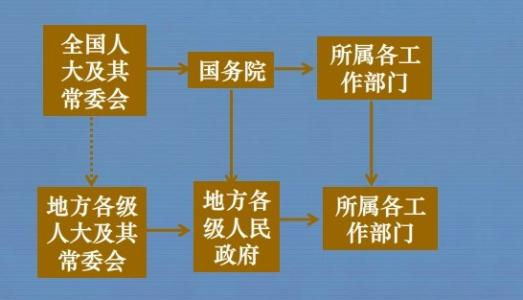 全国人
大及其
常委会
国务院
所属各工
作部门
地方各级
人大及其
常委会
地方各
级人民
政府
所属各工
作部门